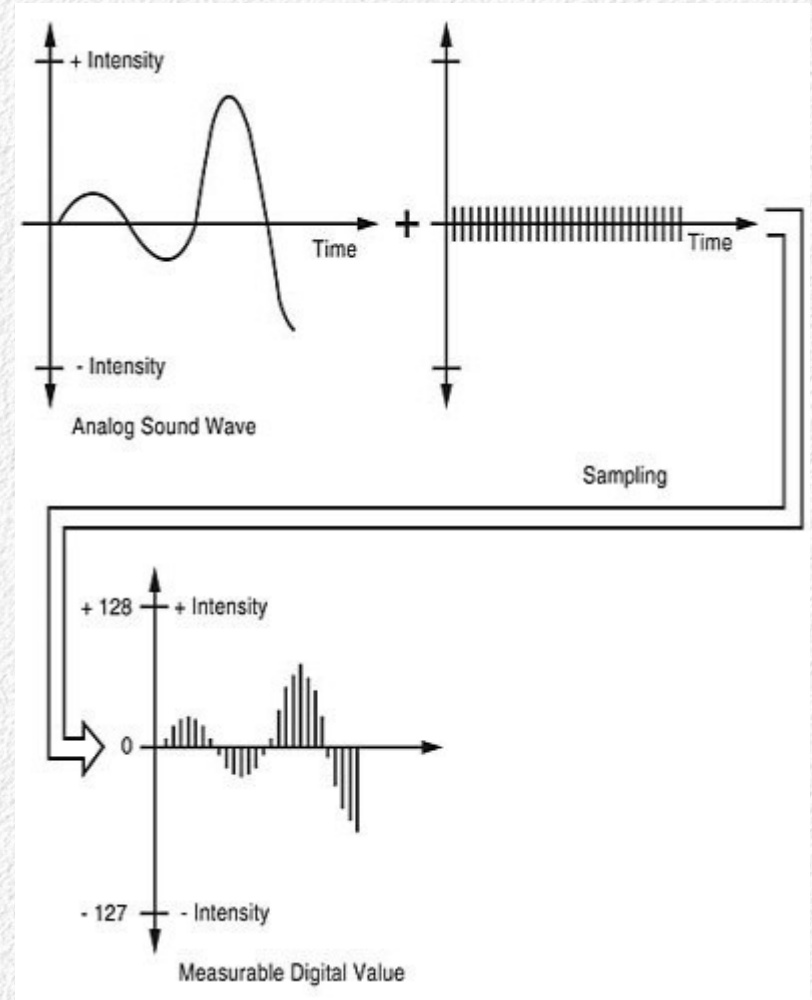 + Intensity
Time
- Intensity
Analog Sound Wave
+
Time
Sampling
+ 128
+ Intensity
0
- 127
- Intensity
Measurable Digital Value